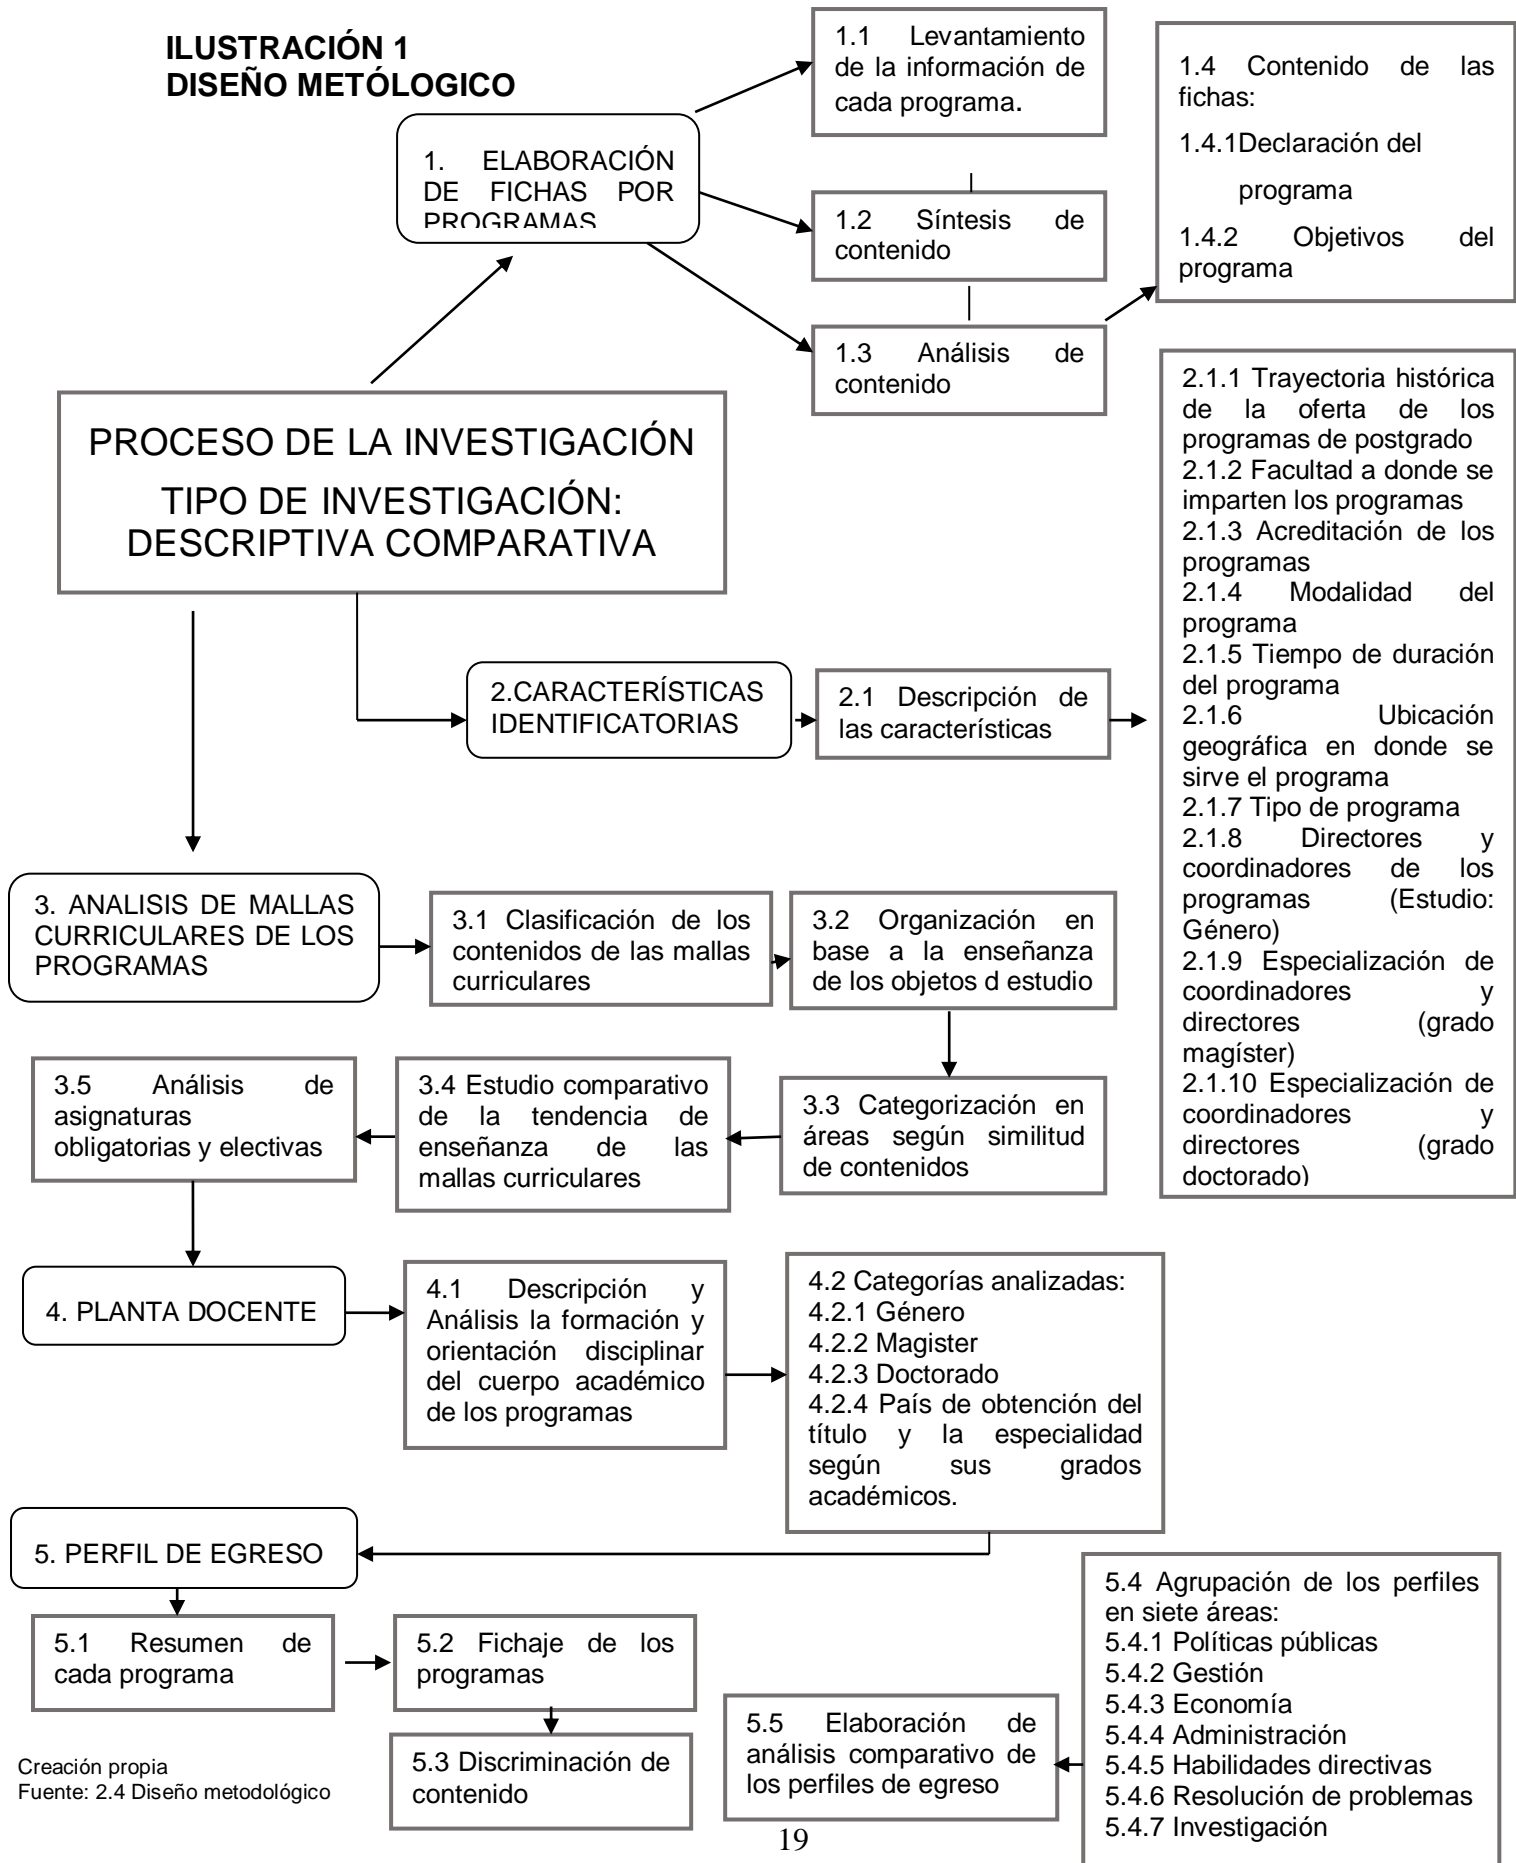 ILUSTRACIÓN 1
DISEÑO METÓLOGICO
1. ELABORACIÓN
DE FICHAS POR
PROGRAMAS
1.1 Levantamiento
de la información de
cada programa.
1.2 Síntesis de
contenido
1.3 Análisis de
contenido
1.4 Contenido de las
fichas:
1.4.1Declaración del
programa
1.4.2 Objetivos del
programa
PROCESO DE LA INVESTIGACIÓN
TIPO DE INVESTIGACIÓN:
DESCRIPTIVA COMPARATIVA
2.CARACTERÍSTICAS
IDENTIFICATORIAS
2.1 Descripción de
las características
2.1.1 Trayectoria histórica
de la oferta de los
programas de postgrado
2.1.2 Facultad a donde se
imparten los programas
2.1.3 Acreditación de los
programas
2.1.4 Modalidad del
programa
2.1.5 Tiempo de duración
del programa
2.1.6 Ubicación
geográfica en donde se
sirve el programa
2.1.7 Tipo de programa
2.1.8 Directores y
coordinadores de los
programas (Estudio:
Género)
2.1.9 Especialización de
coordinadores y
directores (grado
magíster)
2.1.10 Especialización de
coordinadores y
directores (grado
doctorado)
3. ANALISIS DE MALLAS
CURRICULARES DE LOS
PROGRAMAS
3.1 Clasificación de los
contenidos de las mallas
curriculares
3.2 Organización en
base a la enseñanza
de los objetos d estudio
3.3 Categorización en
áreas según similitud
de contenidos
3.4 Estudio comparativo
de la tendencia de
enseñanza de las
mallas curriculares
3.5 Análisis de
asignaturas
obligatorias y electivas
4. PLANTA DOCENTE
4.1 Descripción y
Análisis la formación y
orientación disciplinar
del cuerpo académico
de los programas
4.2 Categorías analizadas:
4.2.1 Género
4.2.2 Magister
4.2.3 Doctorado
4.2.4 País de obtención del
título y la especialidad
según sus grados
académicos.
5. PERFIL DE EGRESO
5.1 Resumen de
cada programa
5.2 Fichaje de los
programas
5.3 Discriminación de
contenido
5.4 Agrupación de los perfiles
en siete áreas:
5.4.1 Políticas públicas
5.4.2 Gestión
5.4.3 Economía
5.4.4 Administración
5.4.5 Habilidades directivas
5.4.6 Resolución de problemas
5.4.7 Investigación
5.5 Elaboración de
análisis comparativo de
los perfiles de egreso
Creación propia
Fuente: 2.4 Diseño metodológico
19